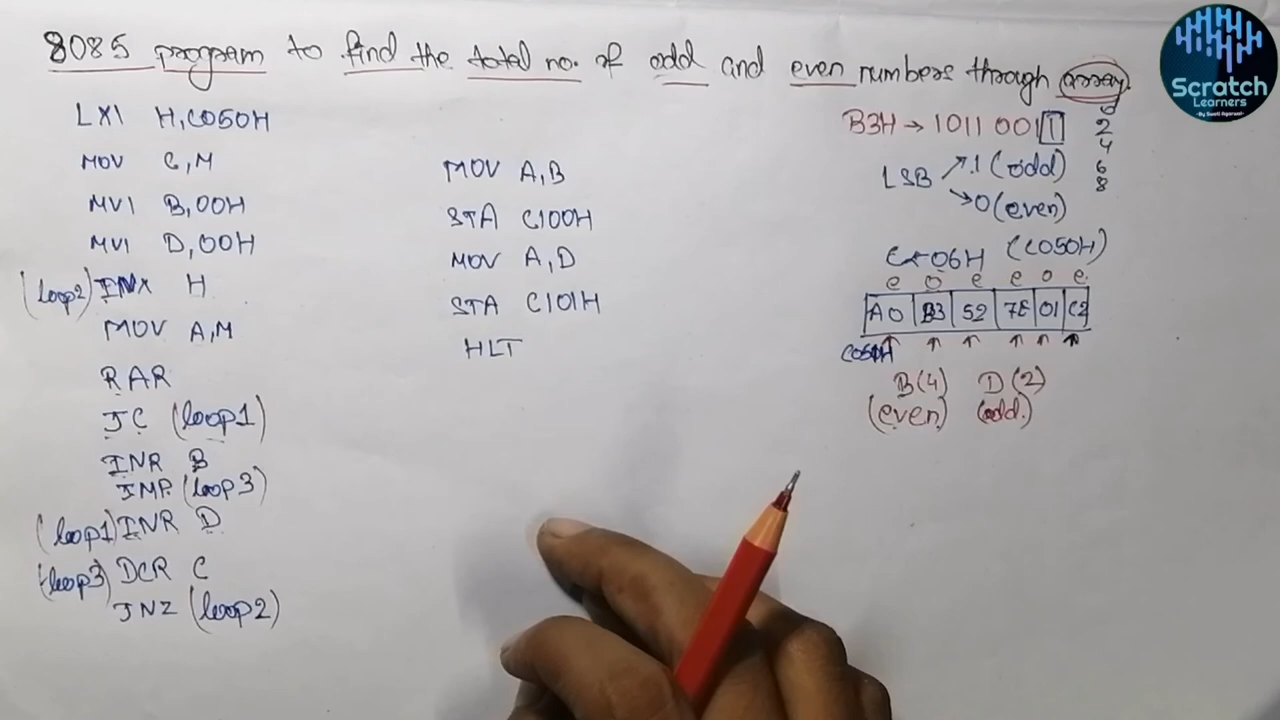 8085 program to find the total no. of odd and even numbers through array.
LXI H,C050H
MOV C,M
MVI B,00H
MVI D,00H
(loop2) INX H
MOV A,M
RAR
JC (loop1)
INR B
JMP (loop3)
(loop1) INR D
(loop3) DCR C
JNZ (loop2)
MOV A,B
STA C100H
MOV A,D
STA C101H
HLT
B3H → 1011 0011
LSB → 1 (odd)
→ 0 (even)
0
2
4
6
8
C ← 06H (C050H)
e o e e o e
A0 B3 52 7E 01 C2
B(4) D(2)
(even) (odd)
Scratch
Learners
-By Swati Agarwal-